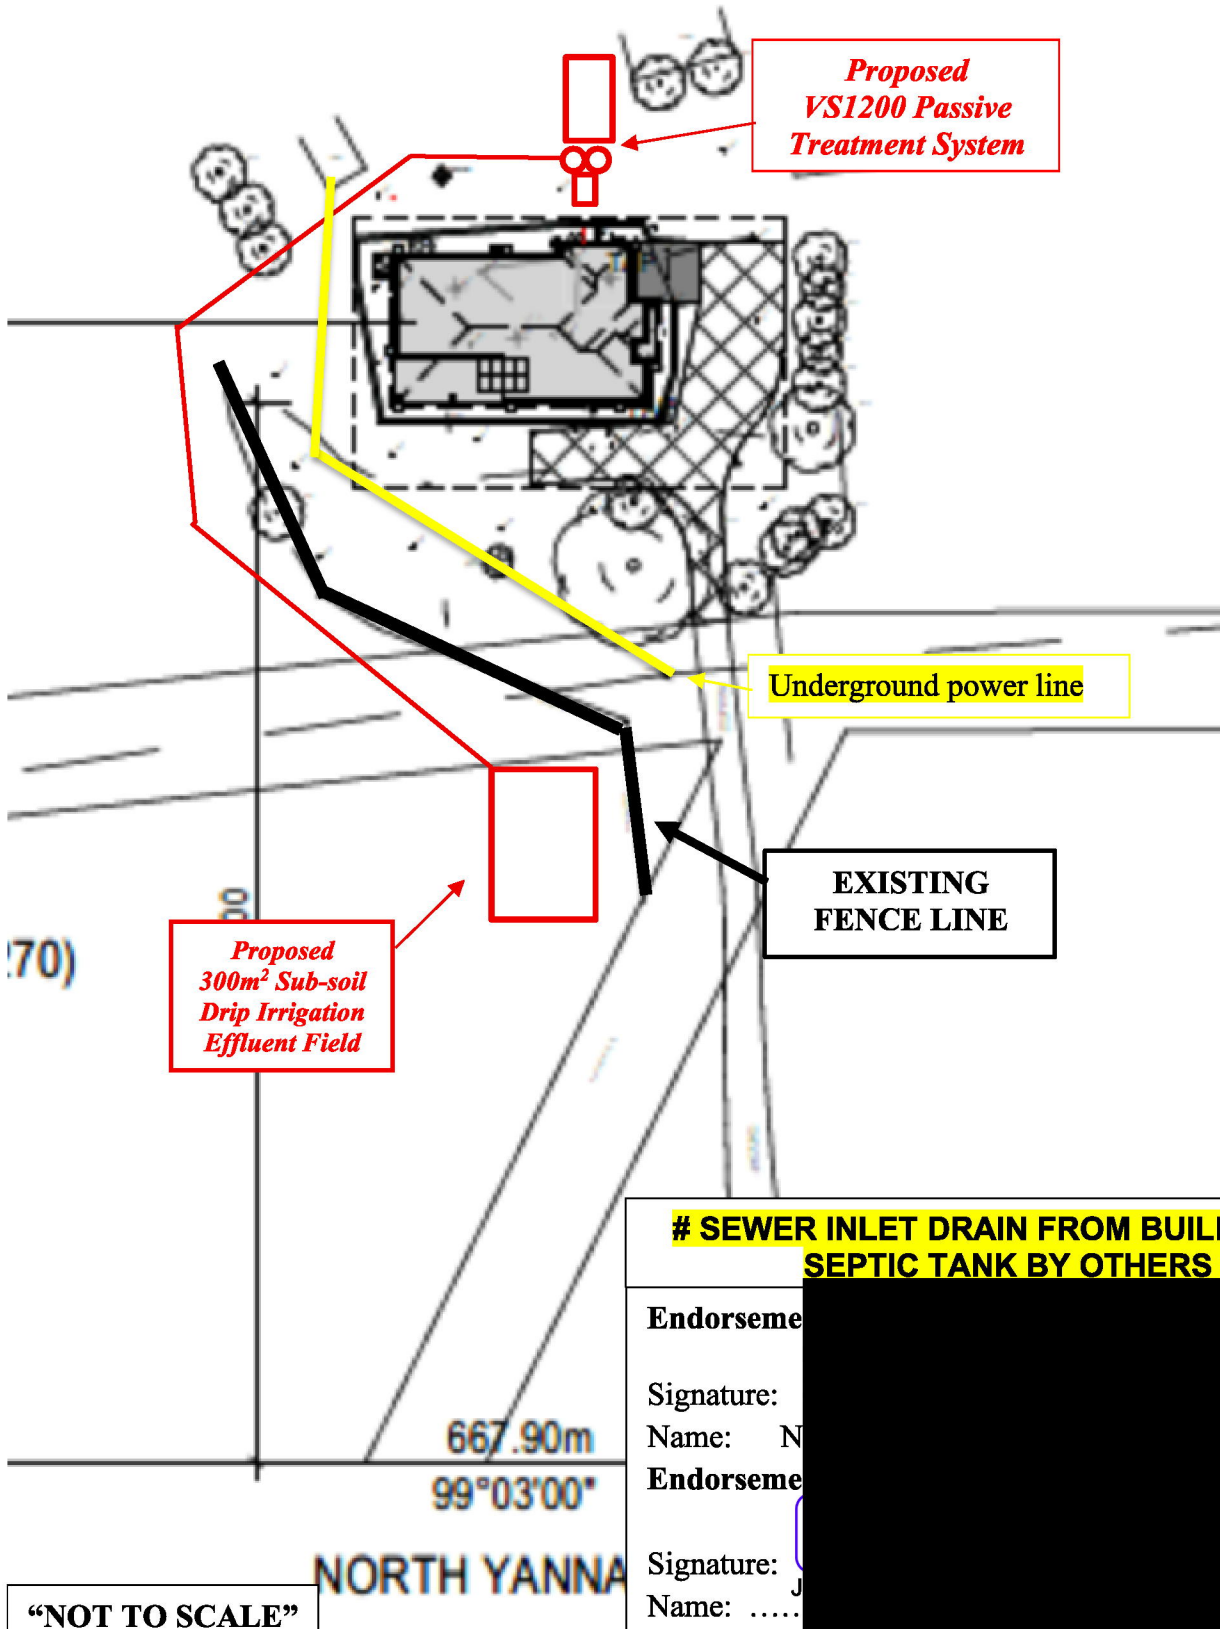 Proposed
VS1200 Passive
Treatment System
Underground power line
EXISTING
FENCE LINE
00
270)
Proposed
300m² Sub-soil
Drip Irrigation
Effluent Field
# SEWER INLET DRAIN FROM BUIL
SEPTIC TANK BY OTHERS
Endorseme
Signature:
Name: N
Endorseme
Signature:
Name: .....
J
667.90m
99°03'00"
NORTH YANNA
"NOT TO SCALE"